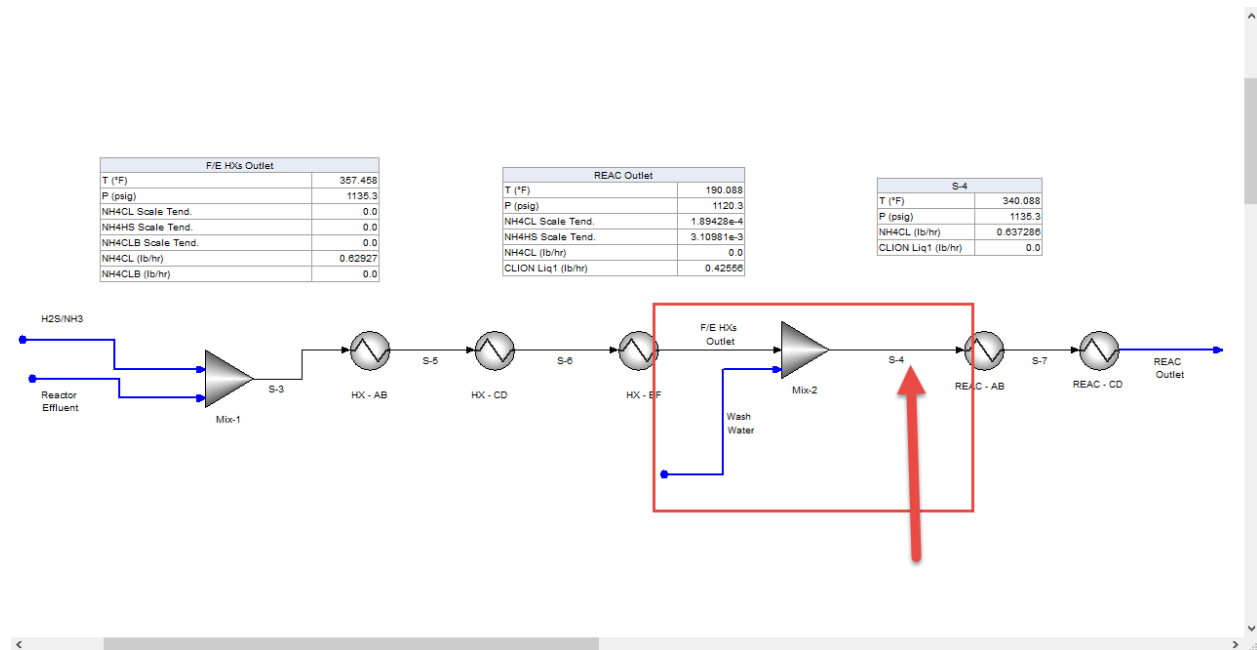 F/E HXs Outlet
T (°F) 357.458
P (psig) 1135.3
NH4CL Scale Tend. 0.0
NH4HS Scale Tend. 0.0
NH4CLB Scale Tend. 0.0
NH4CL (lb/hr) 0.62927
NH4CLB (lb/hr) 0.0
REAC Outlet
T (°F) 190.088
P (psig) 1120.3
NH4CL Scale Tend. 1.89428e-4
NH4HS Scale Tend. 3.10981e-3
NH4CL (lb/hr) 0.0
CLION Liq1 (lb/hr) 0.42556
S-4
T (°F) 340.088
P (psig) 1135.3
NH4CL (lb/hr) 0.637286
CLION Liq1 (lb/hr) 0.0
H2S/NH3
Reactor
Effluent
S-3
Mix-1
HX - AB
S-5
HX - CD
S-6
HX - EF
F/E HXs
Outlet
Wash
Water
Mix-2
S-4
REAC - AB
S-7
REAC - CD
REAC
Outlet